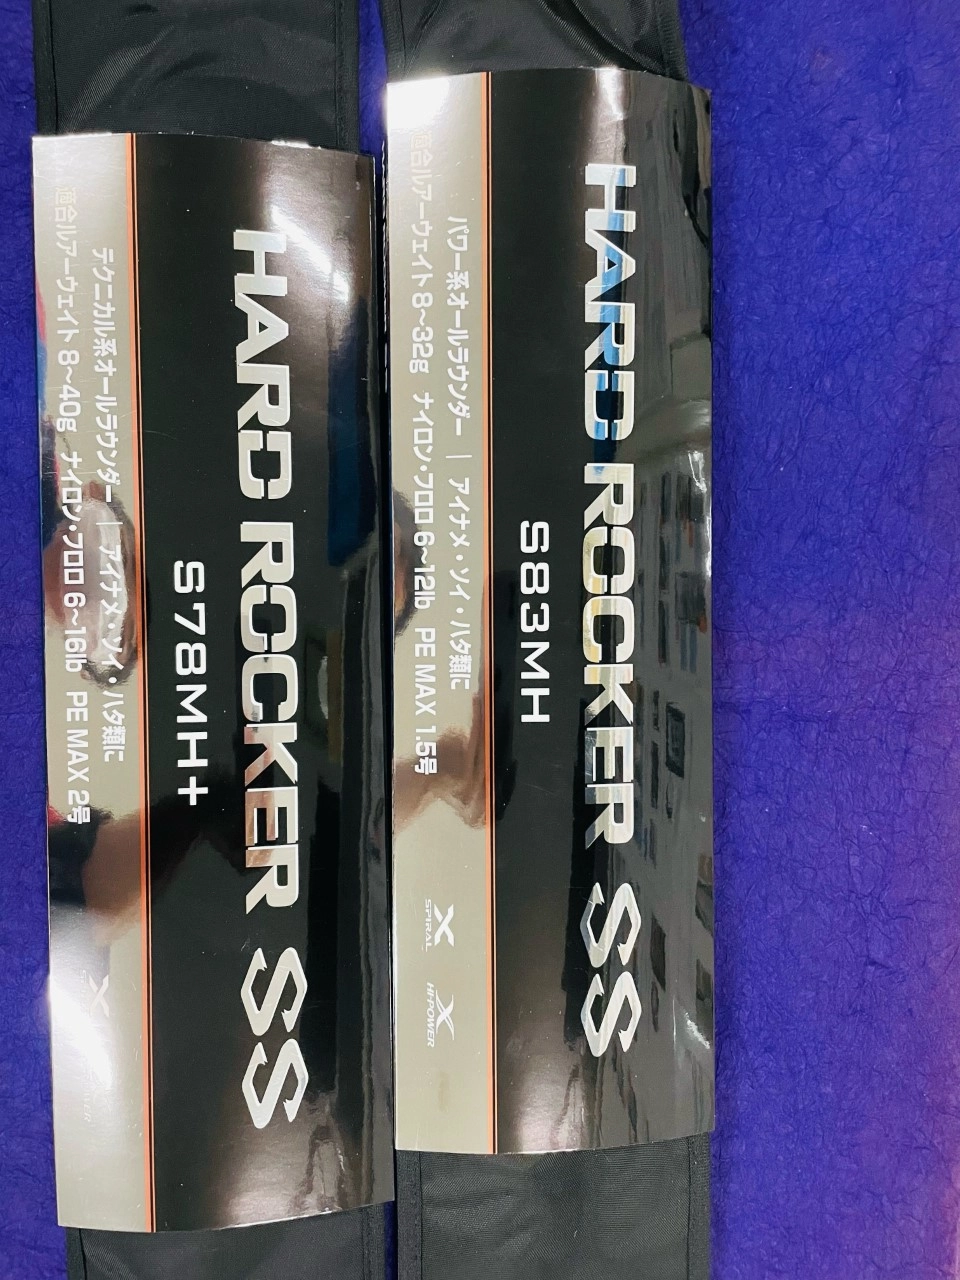 HARD ROCKER SS
S78MH+
テクニカル系オールラウンダー | アイナメ・ソイ・ハタ類に
適合ルアーウェイト 8〜40g ナイロン・フロロ 6〜16lb PE MAX 2号
X
HARD ROCKER SS
S83MH
パワー系オールラウンダー | アイナメ・ソイ・ハタ類に
適合ルアーウェイト 8〜32g ナイロン・フロロ 6〜12lb PE MAX 1.5号
X SPIRAL
X HI-POWER